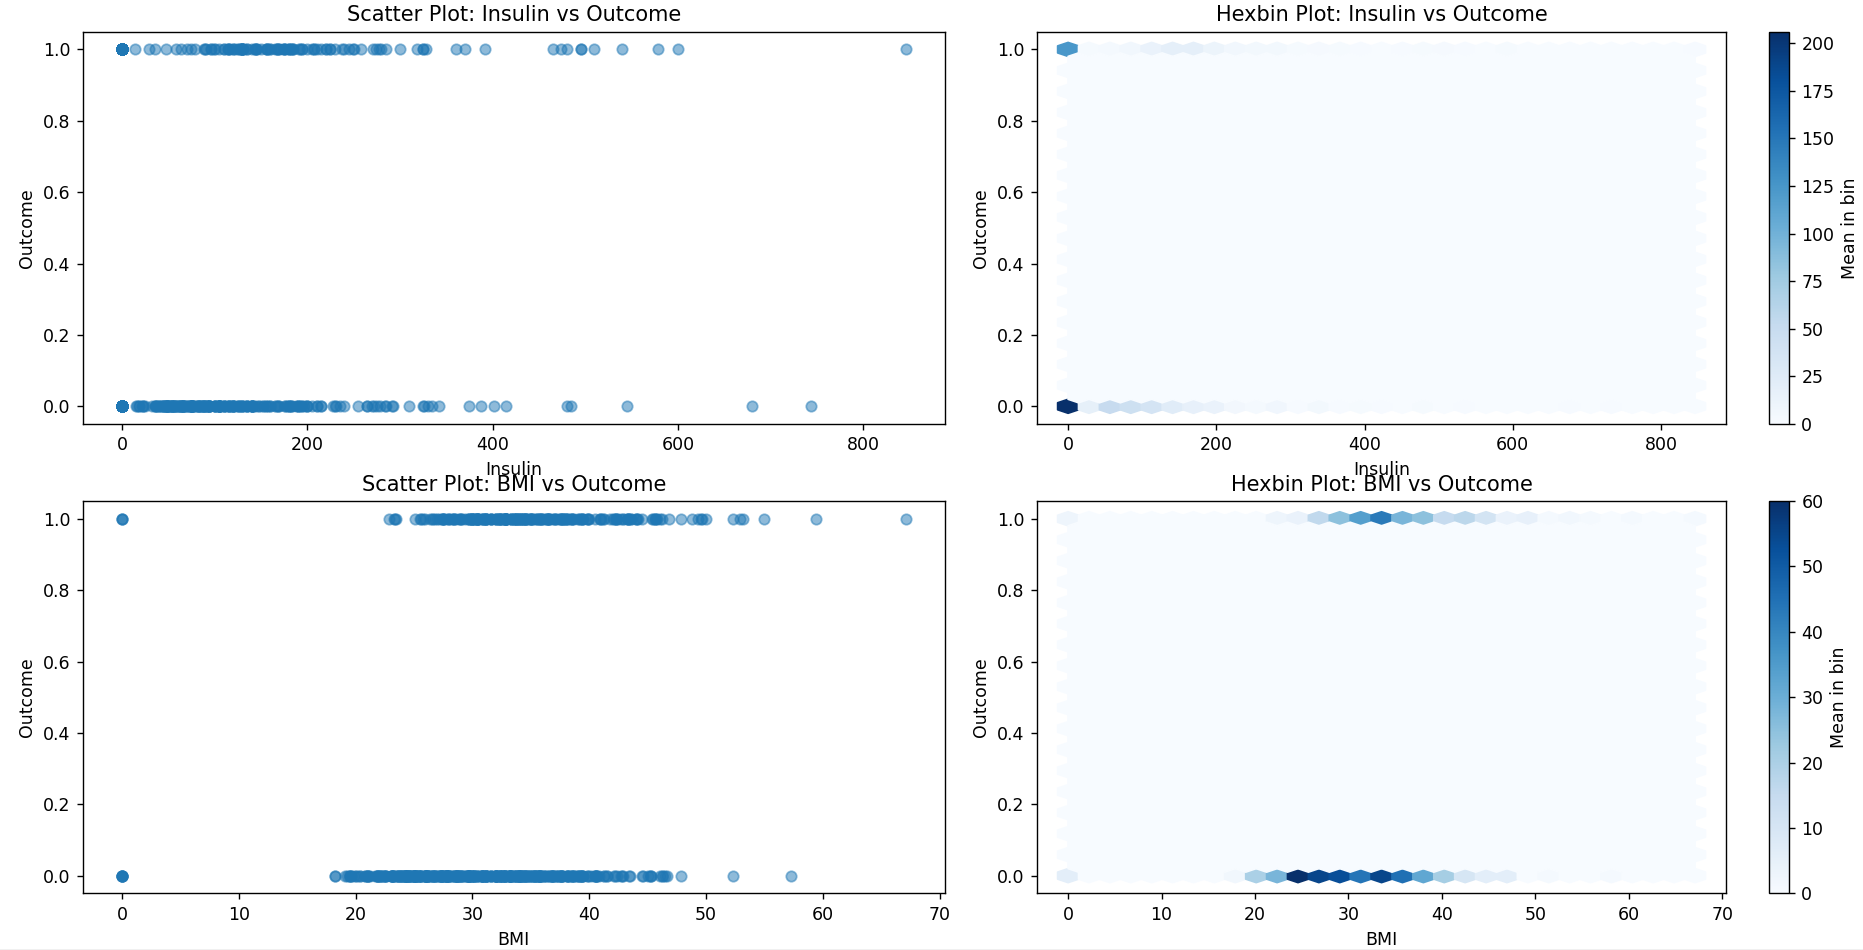 Scatter Plot: Insulin vs Outcome
1.0
0.8
0.6
0.4
0.2
0.0
Outcome
0 200 400 600 800
Insulin
Hexbin Plot: Insulin vs Outcome
1.0
0.8
0.6
0.4
0.2
0.0
Outcome
0 200 400 600 800
Insulin
200
175
150
125
100
75
50
25
0
Mean in bin
Scatter Plot: BMI vs Outcome
1.0
0.8
0.6
0.4
0.2
0.0
Outcome
0 10 20 30 40 50 60 70
BMI
Hexbin Plot: BMI vs Outcome
1.0
0.8
0.6
0.4
0.2
0.0
Outcome
0 10 20 30 40 50 60 70
BMI
60
50
40
30
20
10
0
Mean in bin